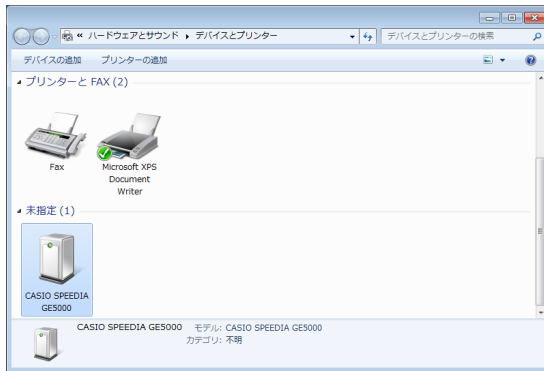 « ハードウェアとサウンド ▸ デバイスとプリンター
デバイスとプリンターの検索
デバイスの追加 プリンターの追加
プリンターと FAX (2)
Fax
Microsoft XPS
Document
Writer
未指定 (1)
CASIO SPEEDIA
GE5000
CASIO SPEEDIA GE5000 モデル: CASIO SPEEDIA GE5000
カテゴリ: 不明